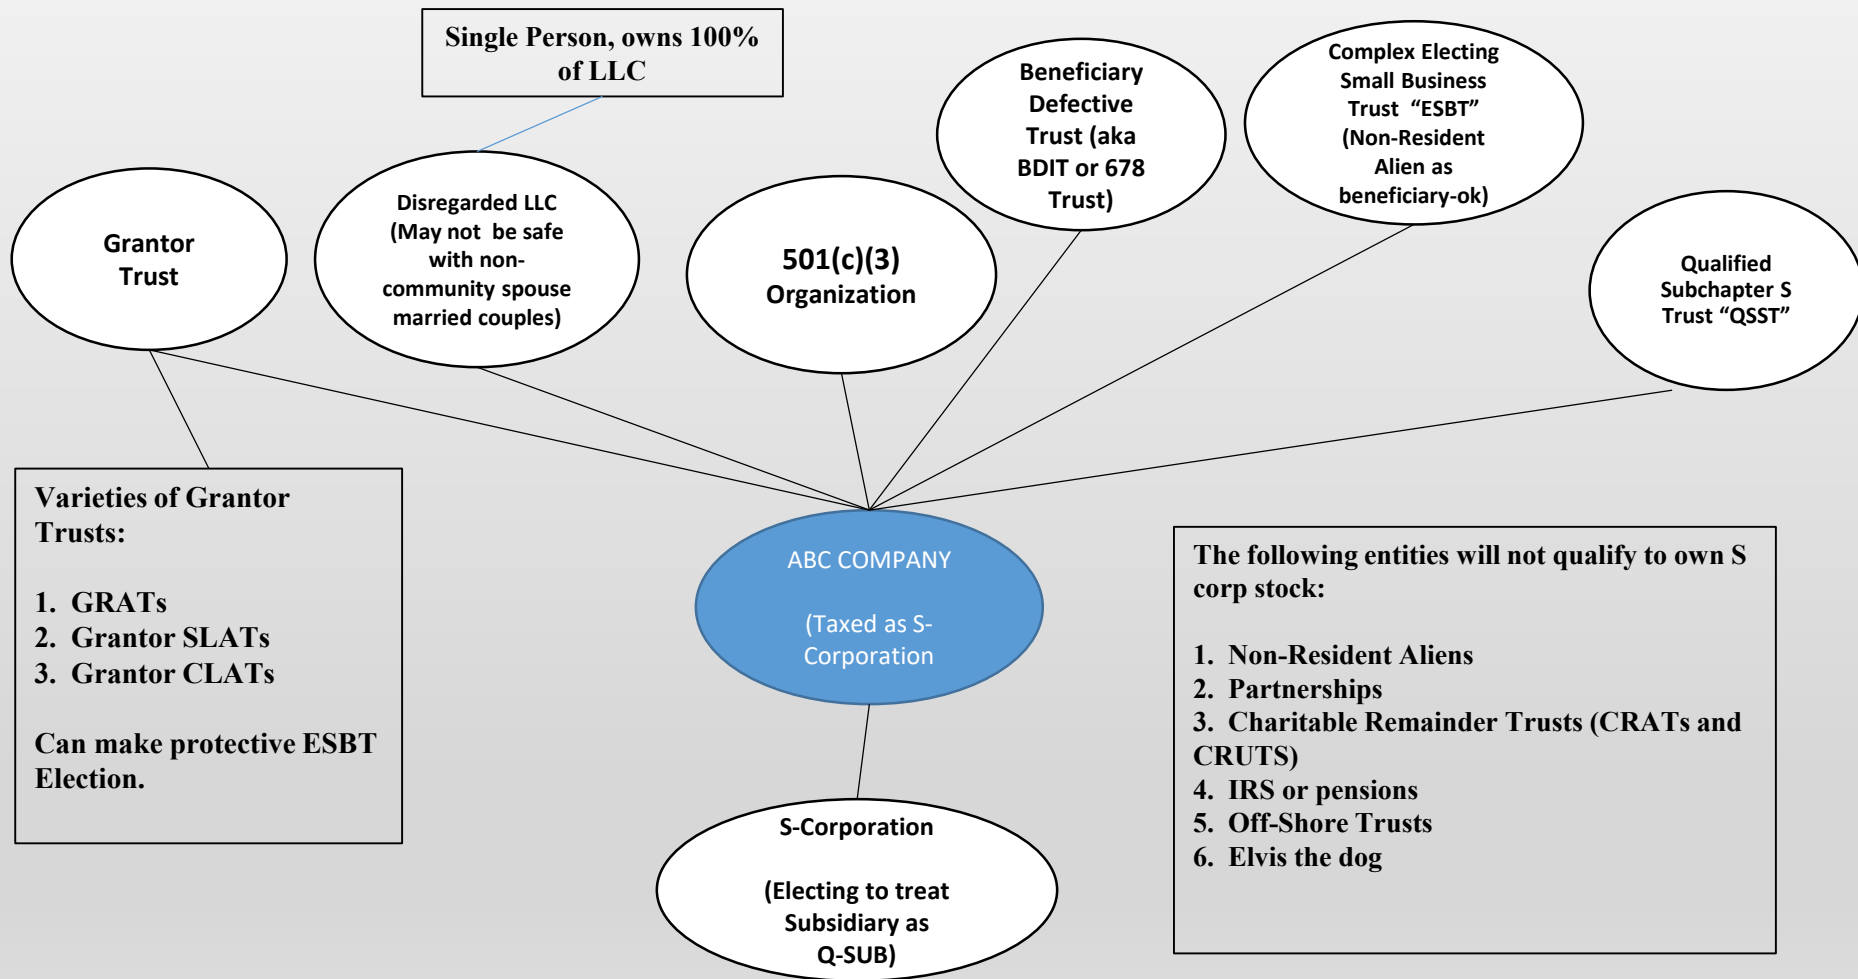 Single Person, owns 100%
of LLC
Grantor
Trust
Disregarded LLC
(May not be safe
with non-
community spouse
married couples)
501(c)(3)
Organization
Beneficiary
Defective
Trust (aka
BDIT or 678
Trust)
Complex Electing
Small Business
Trust “ESBT”
(Non-Resident
Alien as
beneficiary-ok)
Qualified
Subchapter S
Trust “QSST”
Varieties of Grantor
Trusts:
1. GRATs
2. Grantor SLATs
3. Grantor CLATs
Can make protective ESBT
Election.
ABC COMPANY
(Taxed as S-
Corporation
S-Corporation
(Electing to treat
Subsidiary as
Q-SUB)
The following entities will not qualify to own S
corp stock:
1. Non-Resident Aliens
2. Partnerships
3. Charitable Remainder Trusts (CRATs and
CRUTS)
4. IRS or pensions
5. Off-Shore Trusts
6. Elvis the dog